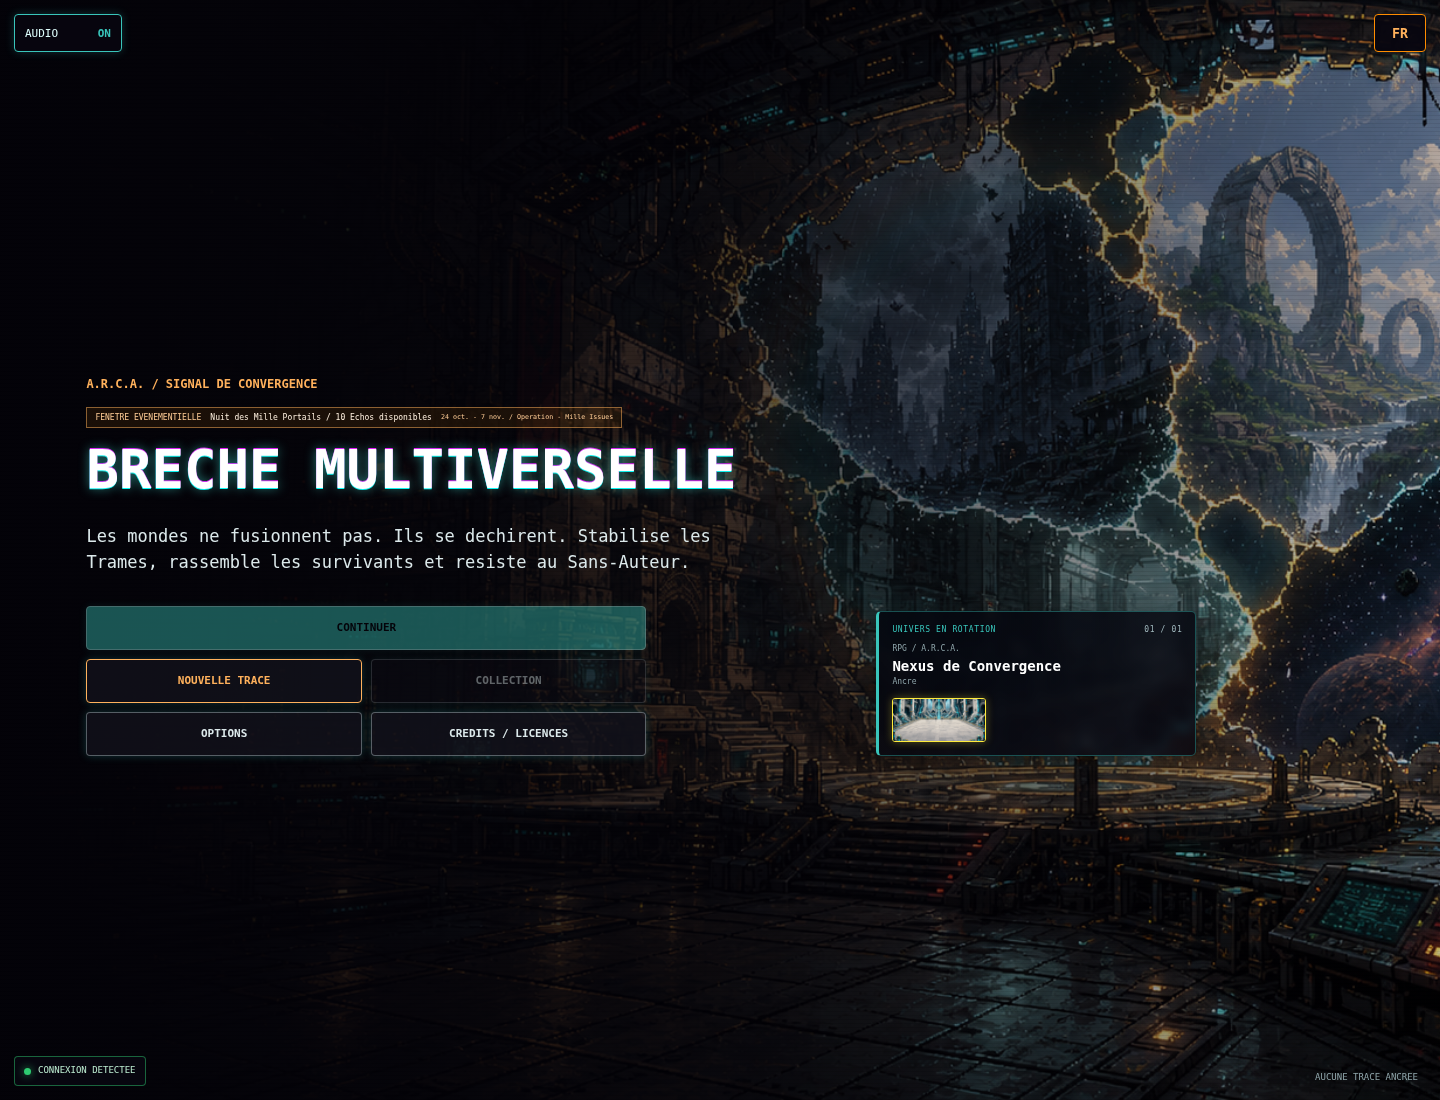 AUDIO ON
FR
A.R.C.A. / SIGNAL DE CONVERGENCE
FENETRE EVENEMENTIELLE Nuit des Mille Portails / 10 Echos disponibles 24 oct. - 7 nov. / Operation - Mille Issues
BRECHE MULTIVERSELLE
Les mondes ne fusionnent pas. Ils se dechirent. Stabilise les
Trames, rassemble les survivants et resiste au Sans-Auteur.
CONTINUER
NOUVELLE TRACE
COLLECTION
OPTIONS
CREDITS / LICENCES
UNIVERS EN ROTATION 01 / 01
RPG / A.R.C.A.
Nexus de Convergence
Ancre
CONNEXION DETECTEE
AUCUNE TRACE ANCREE